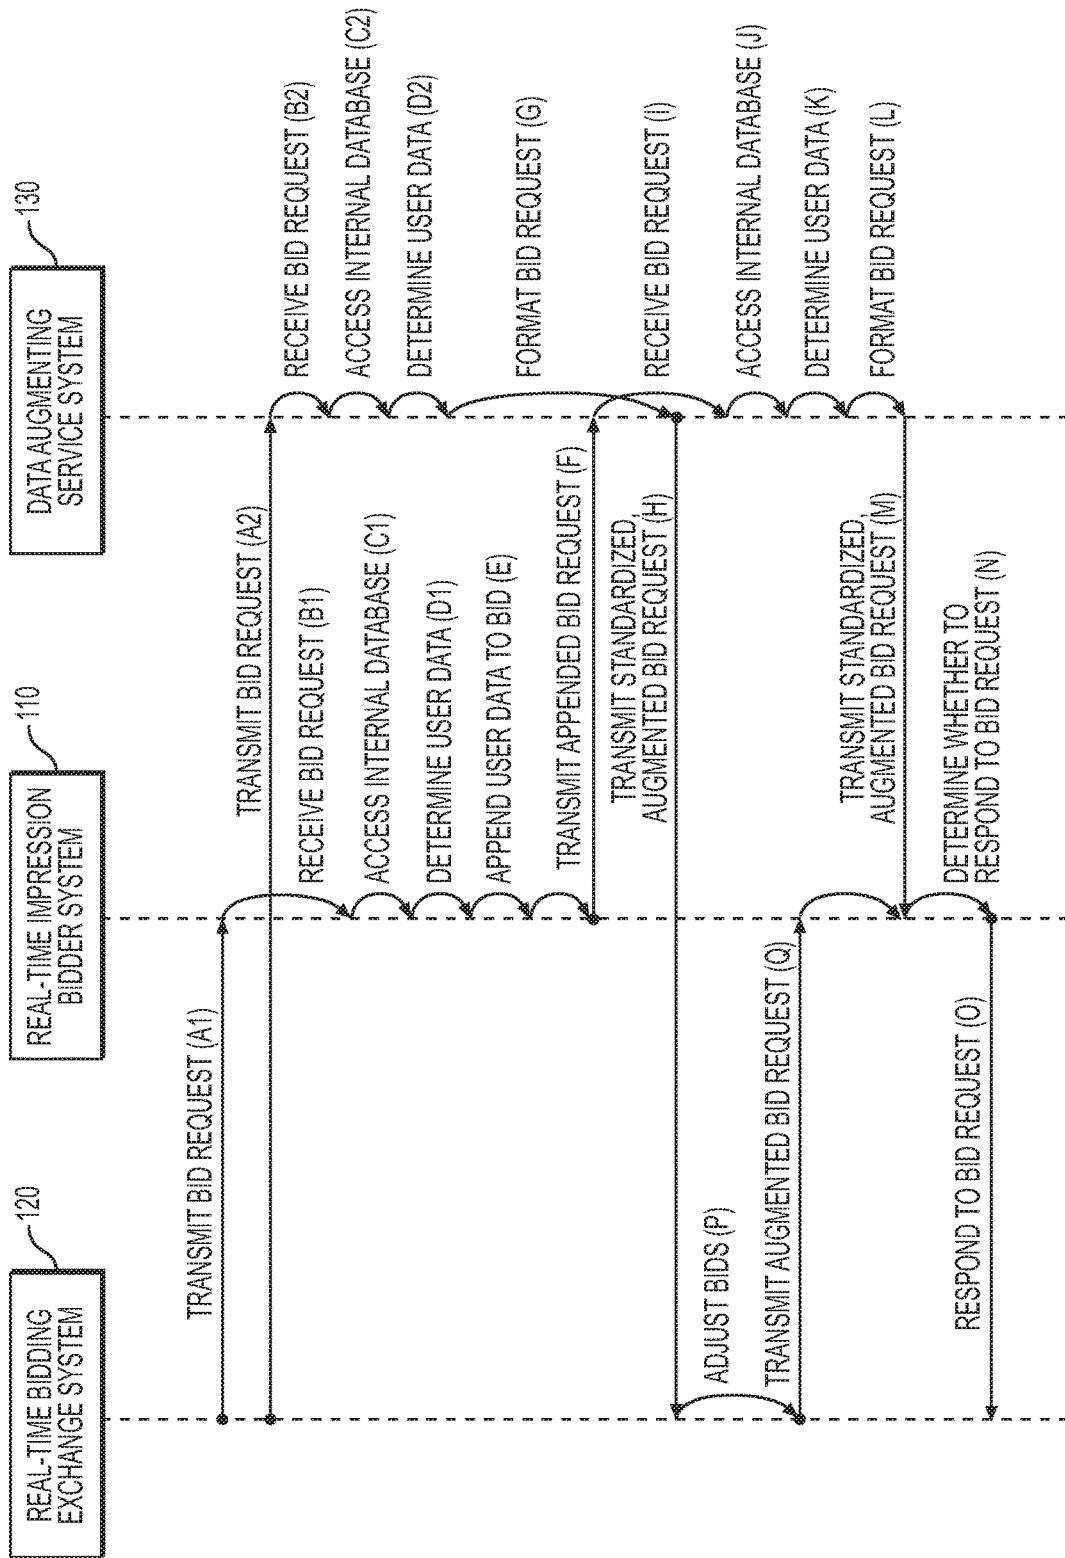 REAL-TIME BIDDING
EXCHANGE SYSTEM
120
REAL-TIME IMPRESSION
BIDDER SYSTEM
110
DATA AUGMENTING
SERVICE SYSTEM
130
TRANSMIT BID REQUEST (A1)
TRANSMIT BID REQUEST (A2)
RECEIVE BID REQUEST (B2)
RECEIVE BID REQUEST (B1)
ACCESS INTERNAL DATABASE (C2)
ACCESS INTERNAL DATABASE (C1)
DETERMINE USER DATA (D2)
DETERMINE USER DATA (D1)
APPEND USER DATA TO BID (E)
FORMAT BID REQUEST (G)
TRANSMIT APPENDED BID REQUEST (F)
TRANSMIT STANDARDIZED,
AUGMENTED BID REQUEST (H)
RECEIVE BID REQUEST (I)
ADJUST BIDS (P)
ACCESS INTERNAL DATABASE (J)
TRANSMIT AUGMENTED BID REQUEST (Q)
DETERMINE USER DATA (K)
FORMAT BID REQUEST (L)
TRANSMIT STANDARDIZED,
AUGMENTED BID REQUEST (M)
DETERMINE WHETHER TO
RESPOND TO BID REQUEST (N)
RESPOND TO BID REQUEST (O)